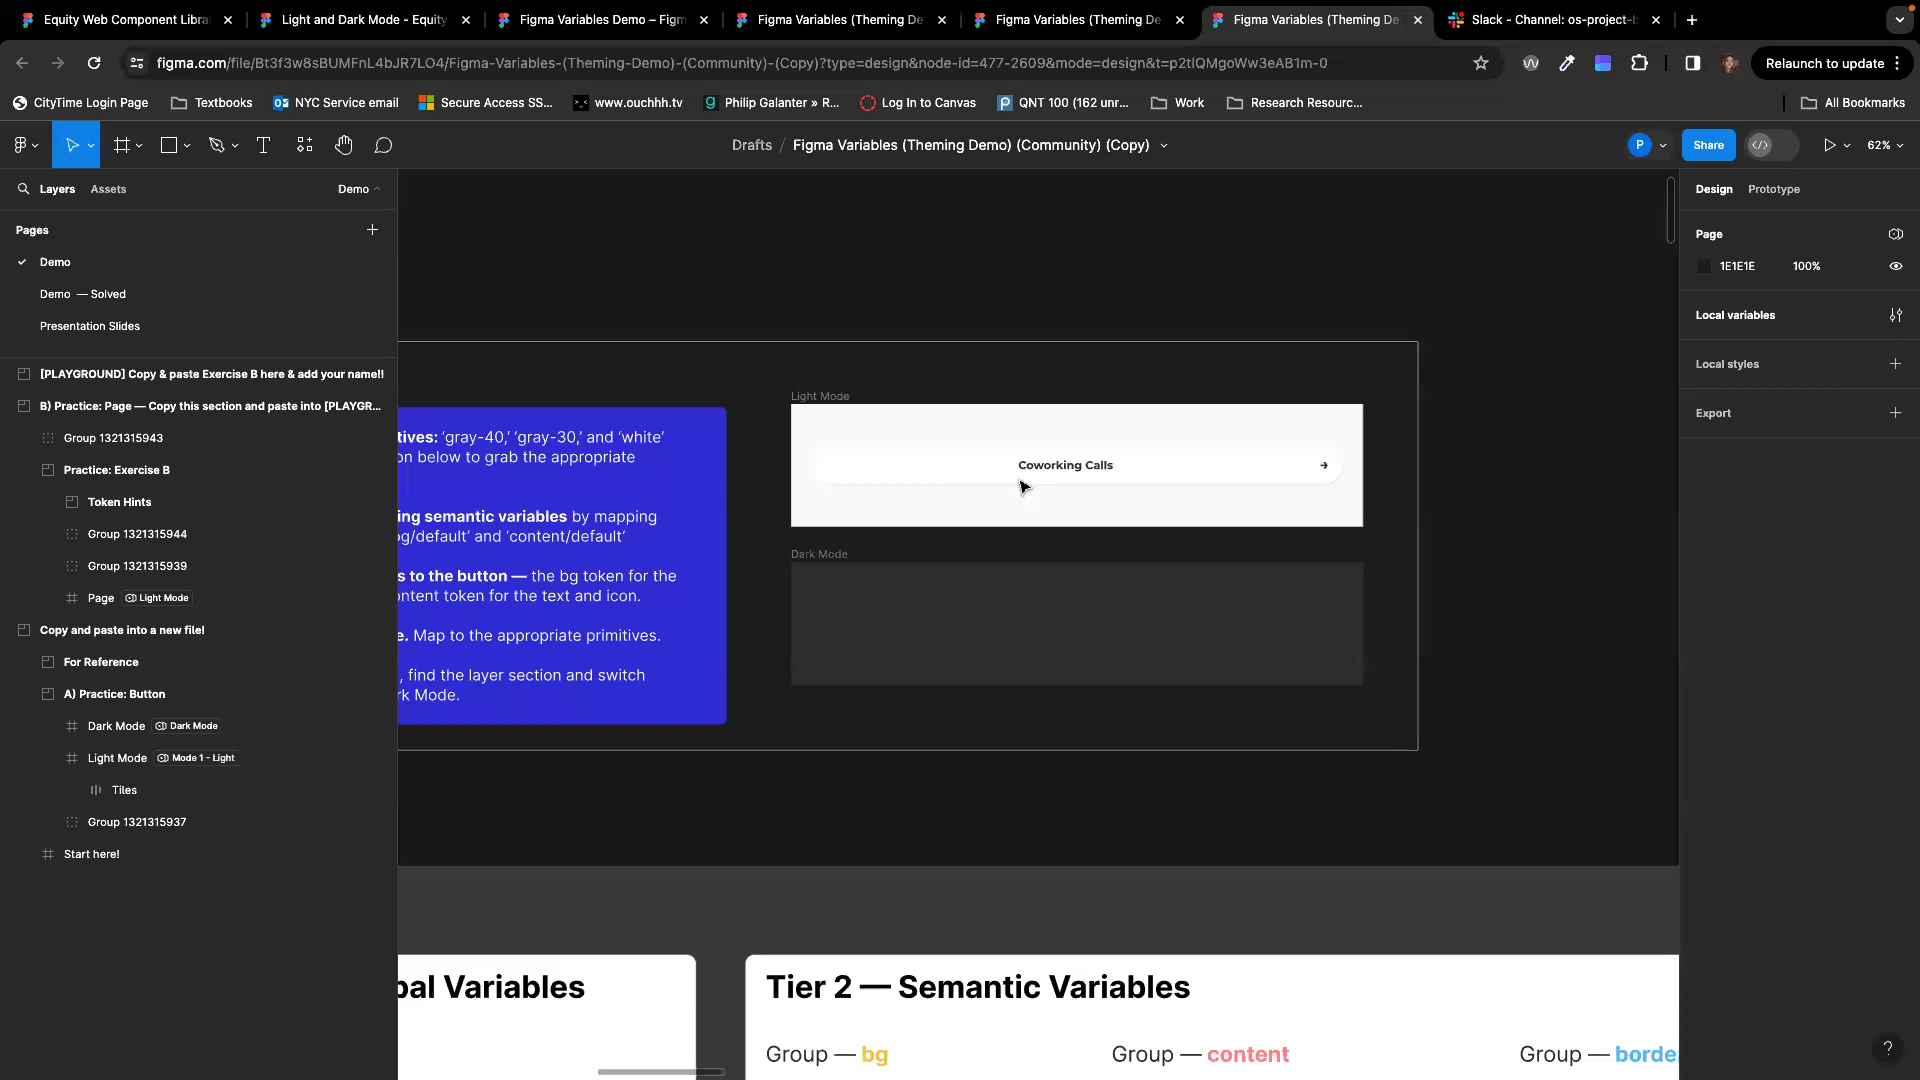 Equity Web Component Libra
Light and Dark Mode - Equity
Figma Variables Demo – Figm
Figma Variables (Theming De
Figma Variables (Theming De
Figma Variables (Theming De
Slack - Channel: os-project-b
figma.com/file/Bt3f3w8sBUMFnL4bJR7LO4/Figma-Variables-(Theming-Demo)-(Community)-(Copy)?type=design&node-id=477-2609&mode=design&t=p2tIQMgoWw3eAB1m-0
Relaunch to update
CityTime Login Page
Textbooks
NYC Service email
Secure Access SS...
www.ouchhh.tv
Philip Galanter » R...
Log In to Canvas
QNT 100 (162 unr...
Work
Research Resourc...
All Bookmarks
Drafts / Figma Variables (Theming Demo) (Community) (Copy)
P
Share
62%
Layers
Assets
Demo
Design
Prototype
Pages
Demo
Demo — Solved
Presentation Slides
[PLAYGROUND] Copy & paste Exercise B here & add your name!!
B) Practice: Page — Copy this section and paste into [PLAYGR...
Group 1321315943
Practice: Exercise B
Token Hints
Group 1321315944
Group 1321315939
Page Light Mode
Copy and paste into a new file!
For Reference
A) Practice: Button
Dark Mode Dark Mode
Light Mode Mode 1 - Light
Tiles
Group 1321315937
Start here!
tives: ‘gray-40,’ ‘gray-30,’ and ‘white’
on below to grab the appropriate
ing semantic variables by mapping
og/default’ and ‘content/default’
s to the button — the bg token for the
ontent token for the text and icon.
e. Map to the appropriate primitives.
, find the layer section and switch
rk Mode.
Light Mode
Coworking Calls
Dark Mode
bal Variables
Tier 2 — Semantic Variables
Group — bg
Group — content
Group — borde
Page
1E1E1E
100%
Local variables
Local styles
Export
?